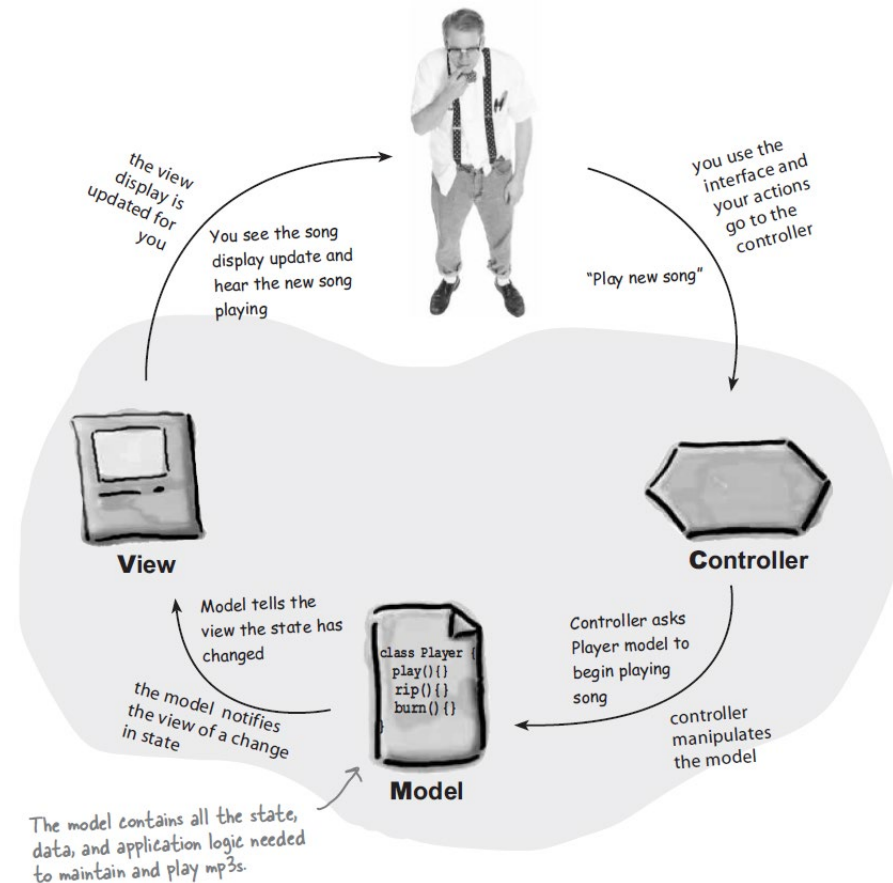 the view
display is
updated for
you
You see the song
display update and
hear the new song
playing
you use the
interface and
your actions
go to the
controller
“Play new song”
View
Controller
Model tells the
view the state has
changed
the model notifies
the view of a change
in state
class Player {
play(){}
rip(){}
burn(){}
}
Controller asks
Player model to
begin playing
song
controller
manipulates
the model
Model
The model contains all the state,
data, and application logic needed
to maintain and play mp3s.